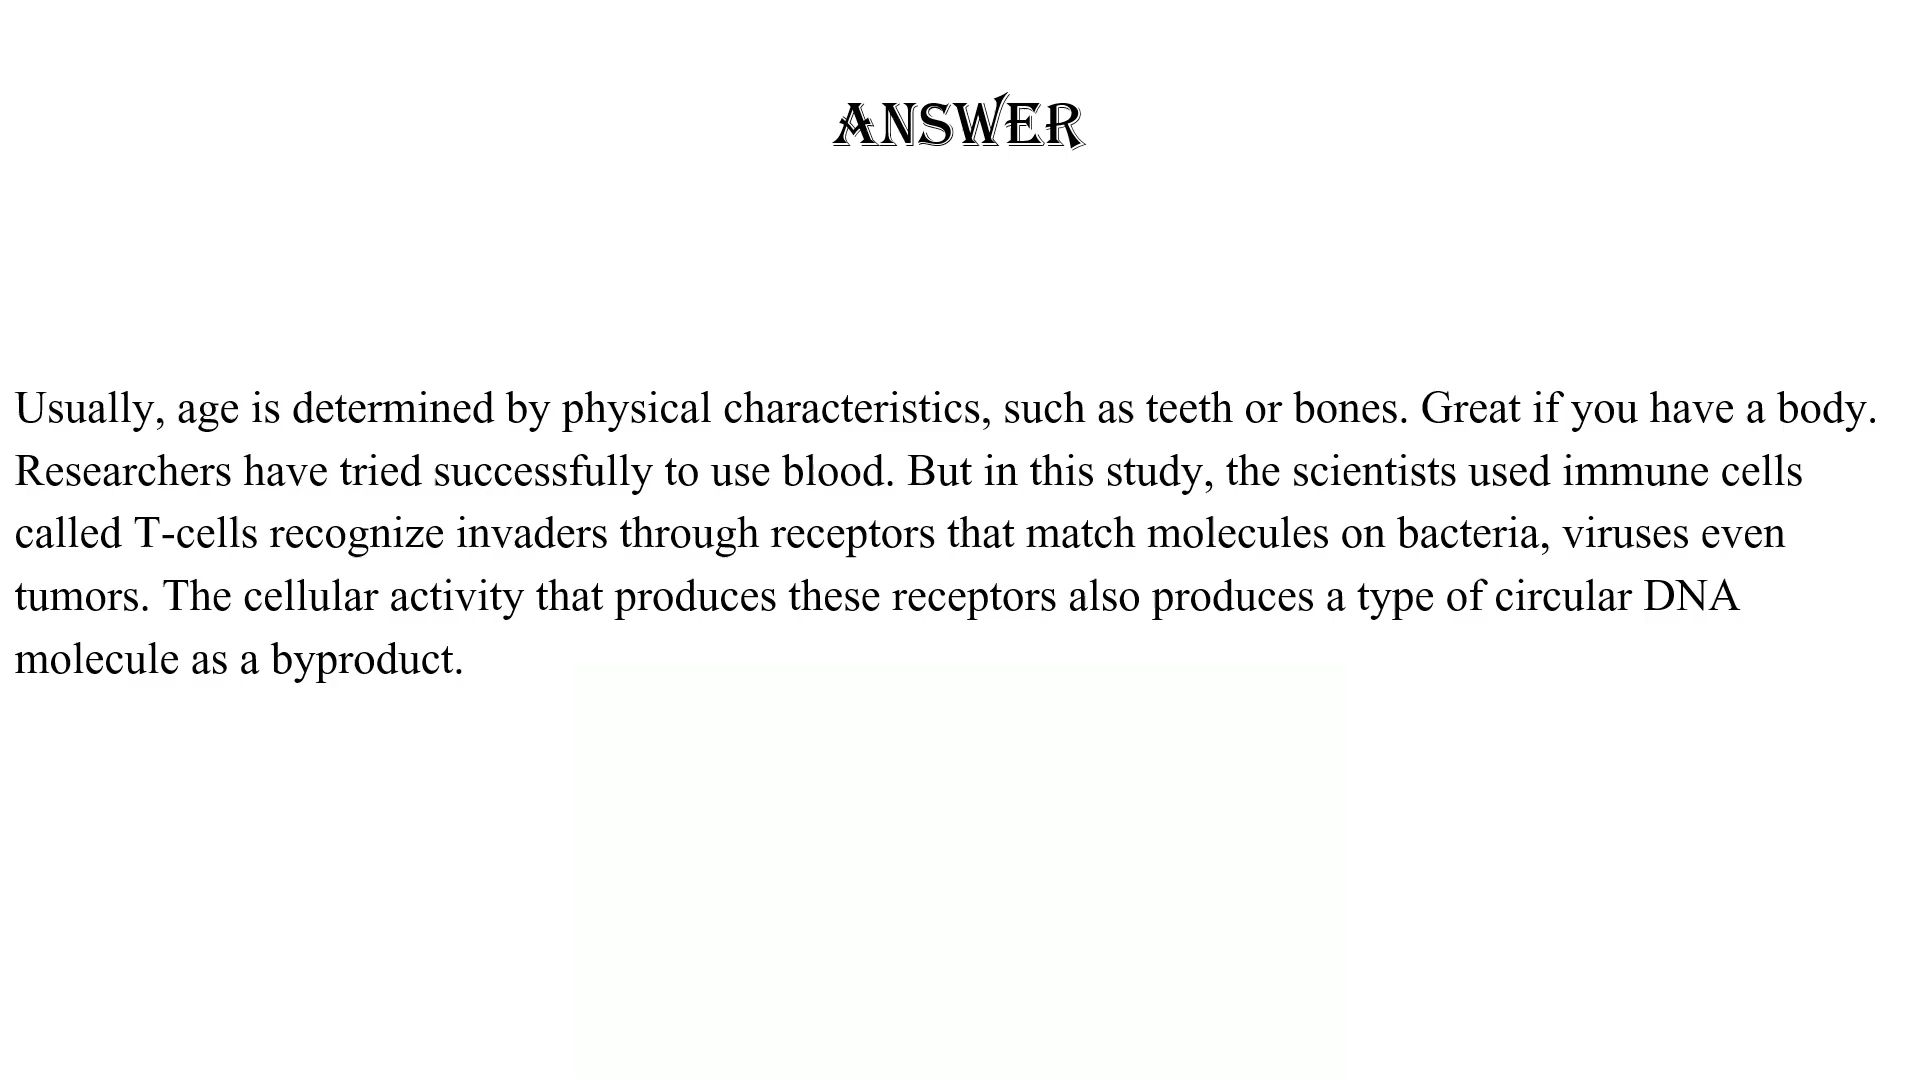 ANSWER
Usually, age is determined by physical characteristics, such as teeth or bones. Great if you have a body.
Researchers have tried successfully to use blood. But in this study, the scientists used immune cells
called T-cells recognize invaders through receptors that match molecules on bacteria, viruses even
tumors. The cellular activity that produces these receptors also produces a type of circular DNA
molecule as a byproduct.